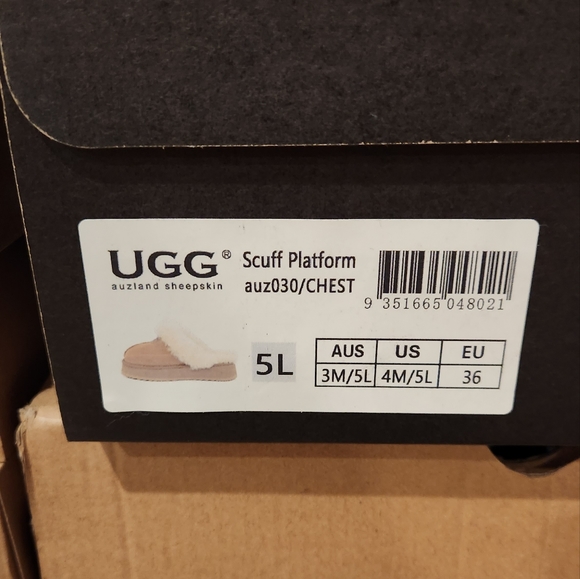 UGG® Scuff Platform
auzland sheepskin auz030/CHEST
9 351665 048021
5L
AUS US EU
3M/5L 4M/5L 36